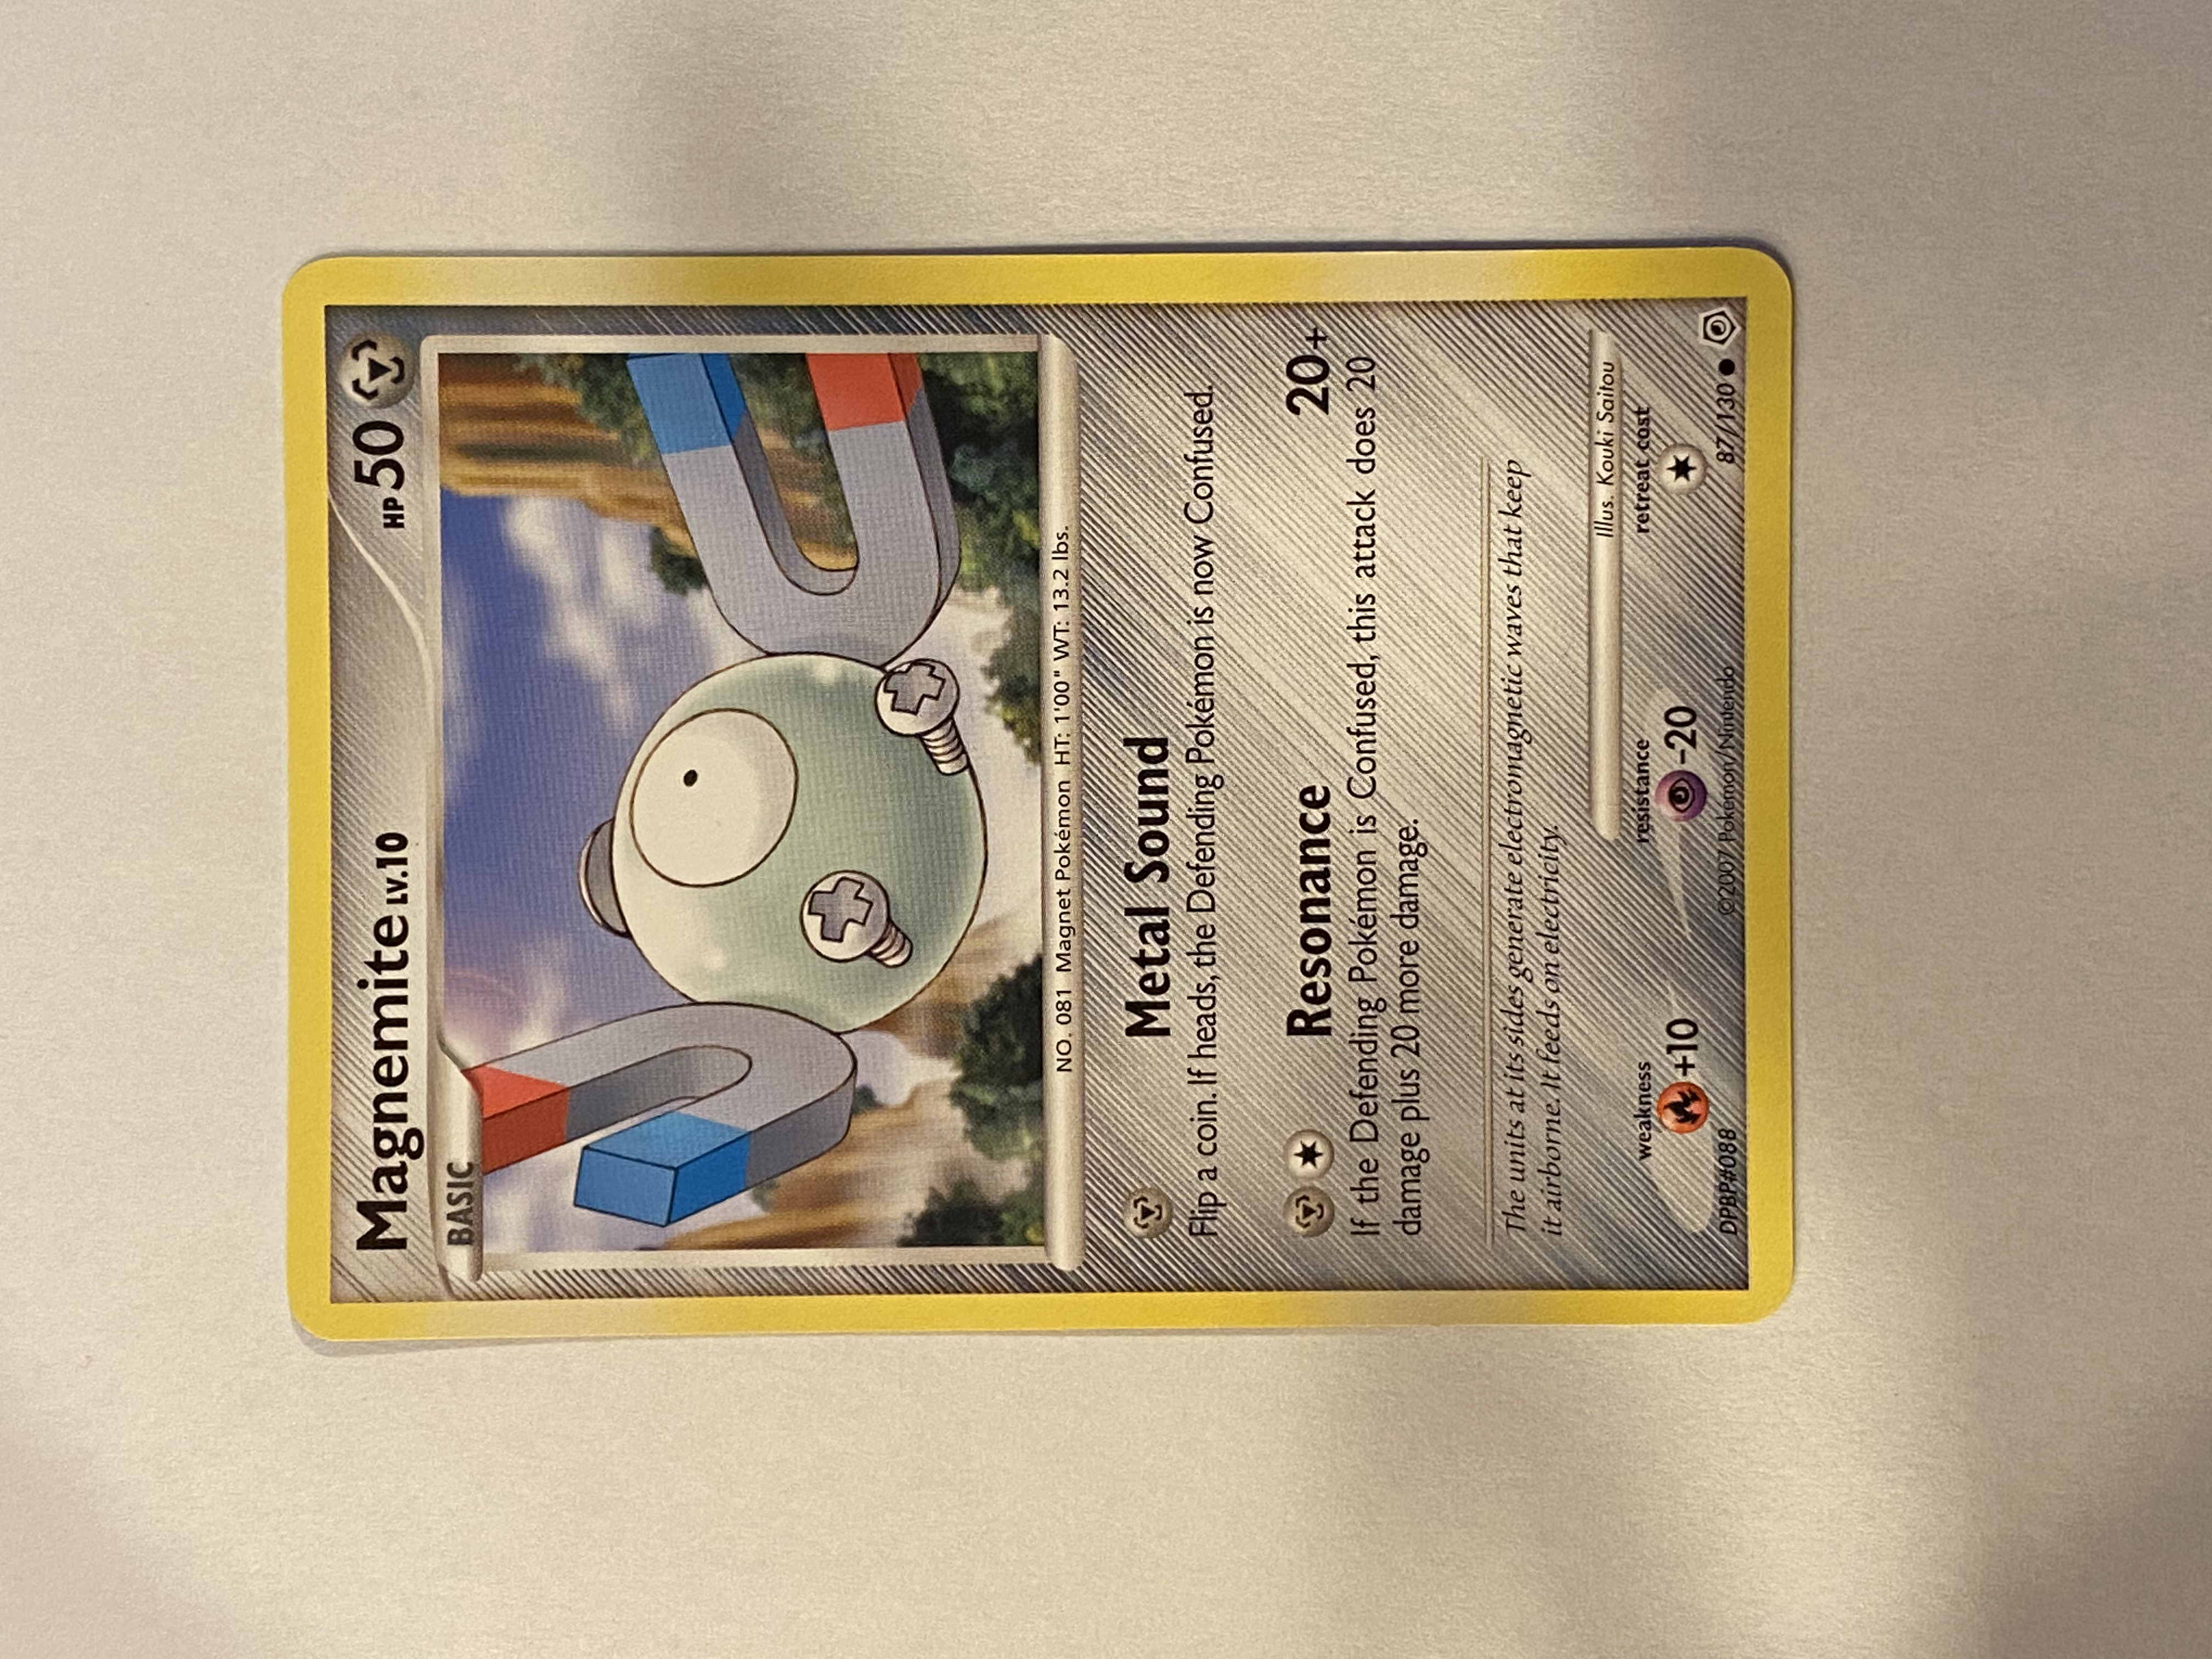 Magnemite LV.10 HP 50
BASIC
NO. 081 Magnet Pokémon HT: 1'00" WT: 13.2 lbs.
Metal Sound
Flip a coin. If heads, the Defending Pokémon is now Confused.
Resonance 20+
If the Defending Pokémon is Confused, this attack does 20
damage plus 20 more damage.
The units at its sides generate electromagnetic waves that keep
it airborne. It feeds on electricity.
Illus. Kouki Saitou
weakness resistance retreat cost
+10 -20
DPBP#088 ©2007 Pokémon/Nintendo 87/130